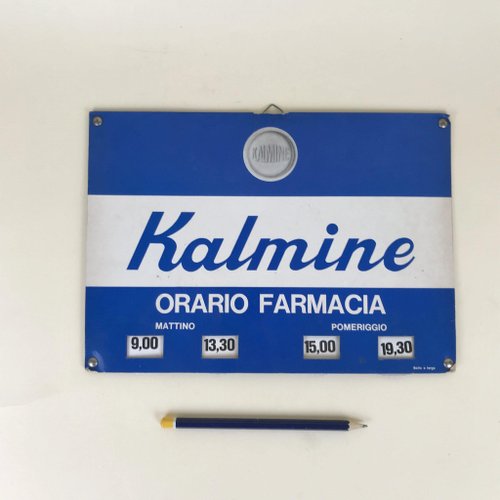 KALMINE
Kalmine
ORARIO FARMACIA
MATTINO POMERIGGIO
9,00 13,30 15,00 19,30